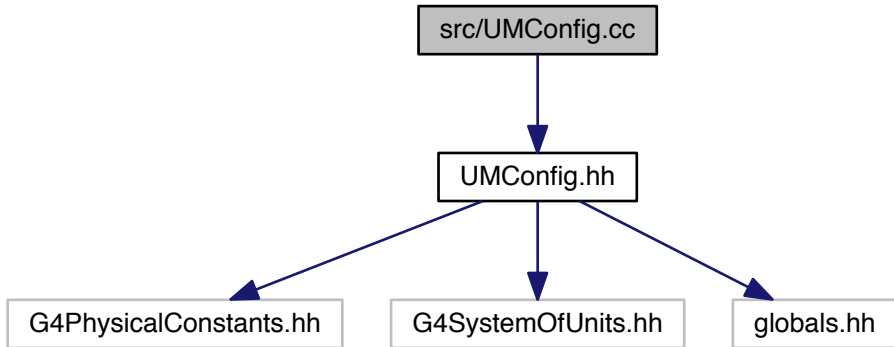 src/UMConfig.cc
UMConfig.hh
G4PhysicalConstants.hh
G4SystemOfUnits.hh
globals.hh